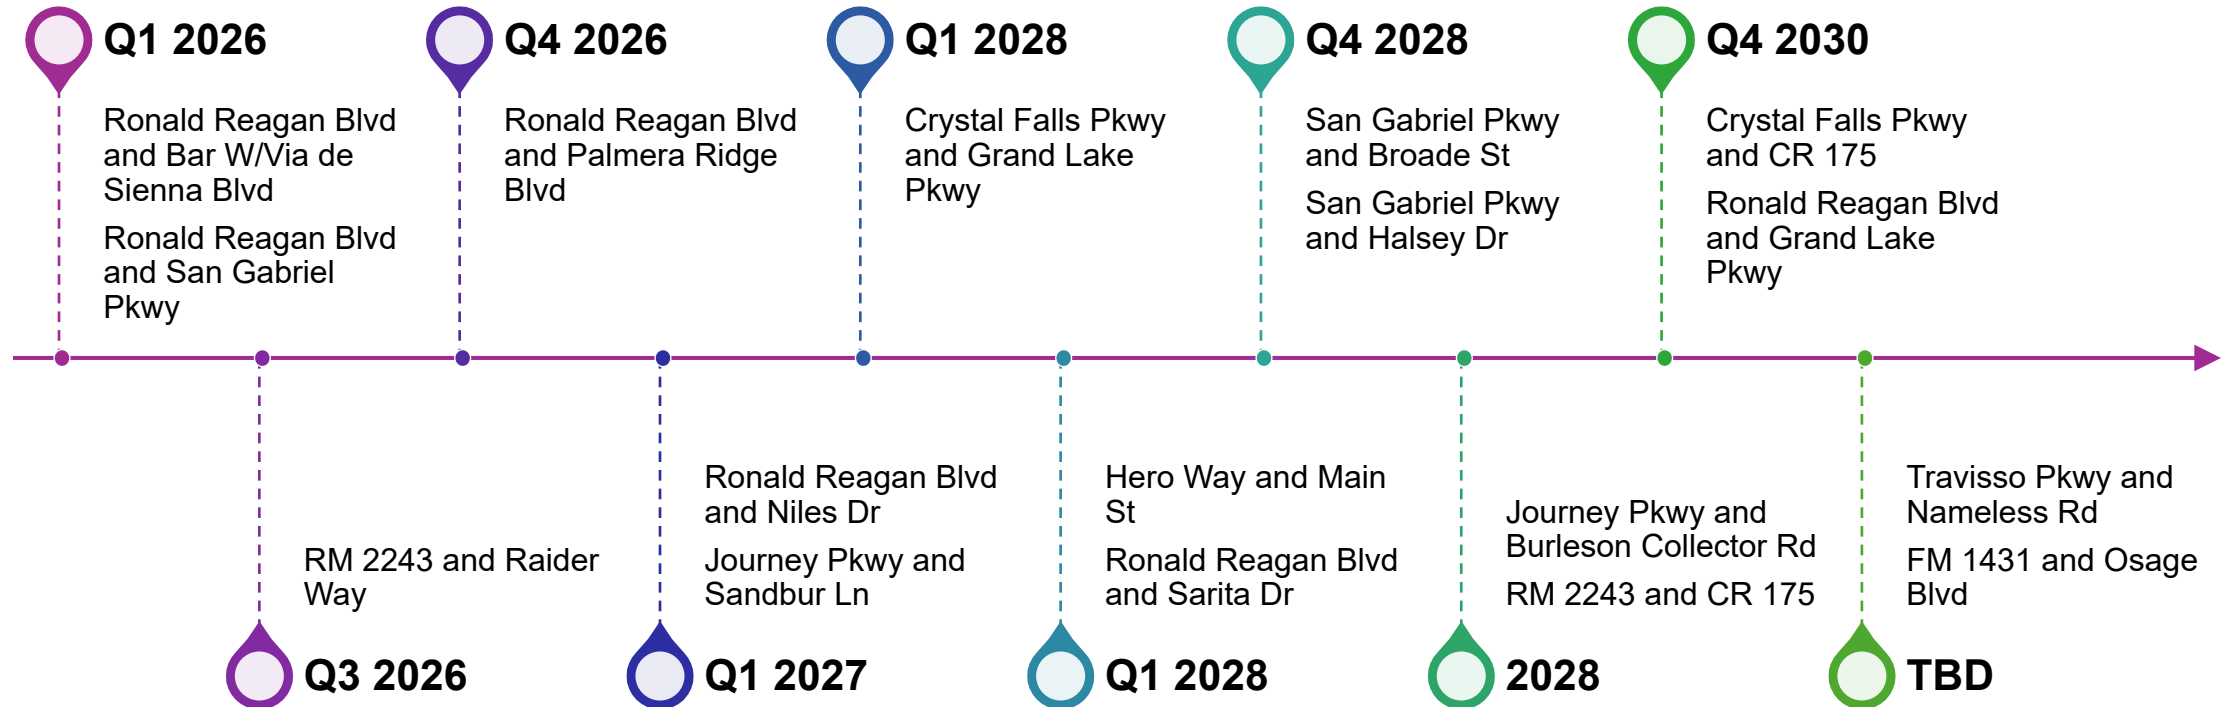 Q1 2026
Ronald Reagan Blvd
and Bar W/Via de
Sienna Blvd
Ronald Reagan Blvd
and San Gabriel
Pkwy
Q4 2026
Ronald Reagan Blvd
and Palmera Ridge
Blvd
Q1 2028
Crystal Falls Pkwy
and Grand Lake
Pkwy
Q4 2028
San Gabriel Pkwy
and Broade St
San Gabriel Pkwy
and Halsey Dr
Q4 2030
Crystal Falls Pkwy
and CR 175
Ronald Reagan Blvd
and Grand Lake
Pkwy
RM 2243 and Raider
Way
Q3 2026
Ronald Reagan Blvd
and Niles Dr
Journey Pkwy and
Sandbur Ln
Q1 2027
Hero Way and Main
St
Ronald Reagan Blvd
and Sarita Dr
Q1 2028
Journey Pkwy and
Burleson Collector Rd
RM 2243 and CR 175
2028
Travisso Pkwy and
Nameless Rd
FM 1431 and Osage
Blvd
TBD